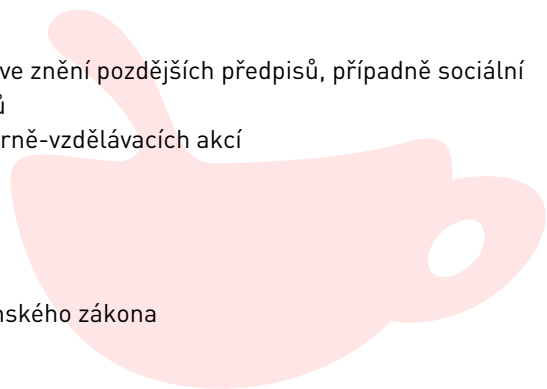 ve znění pozdějších předpisů, případně sociální
ů
rně-vzdělávacích akcí
nského zákona